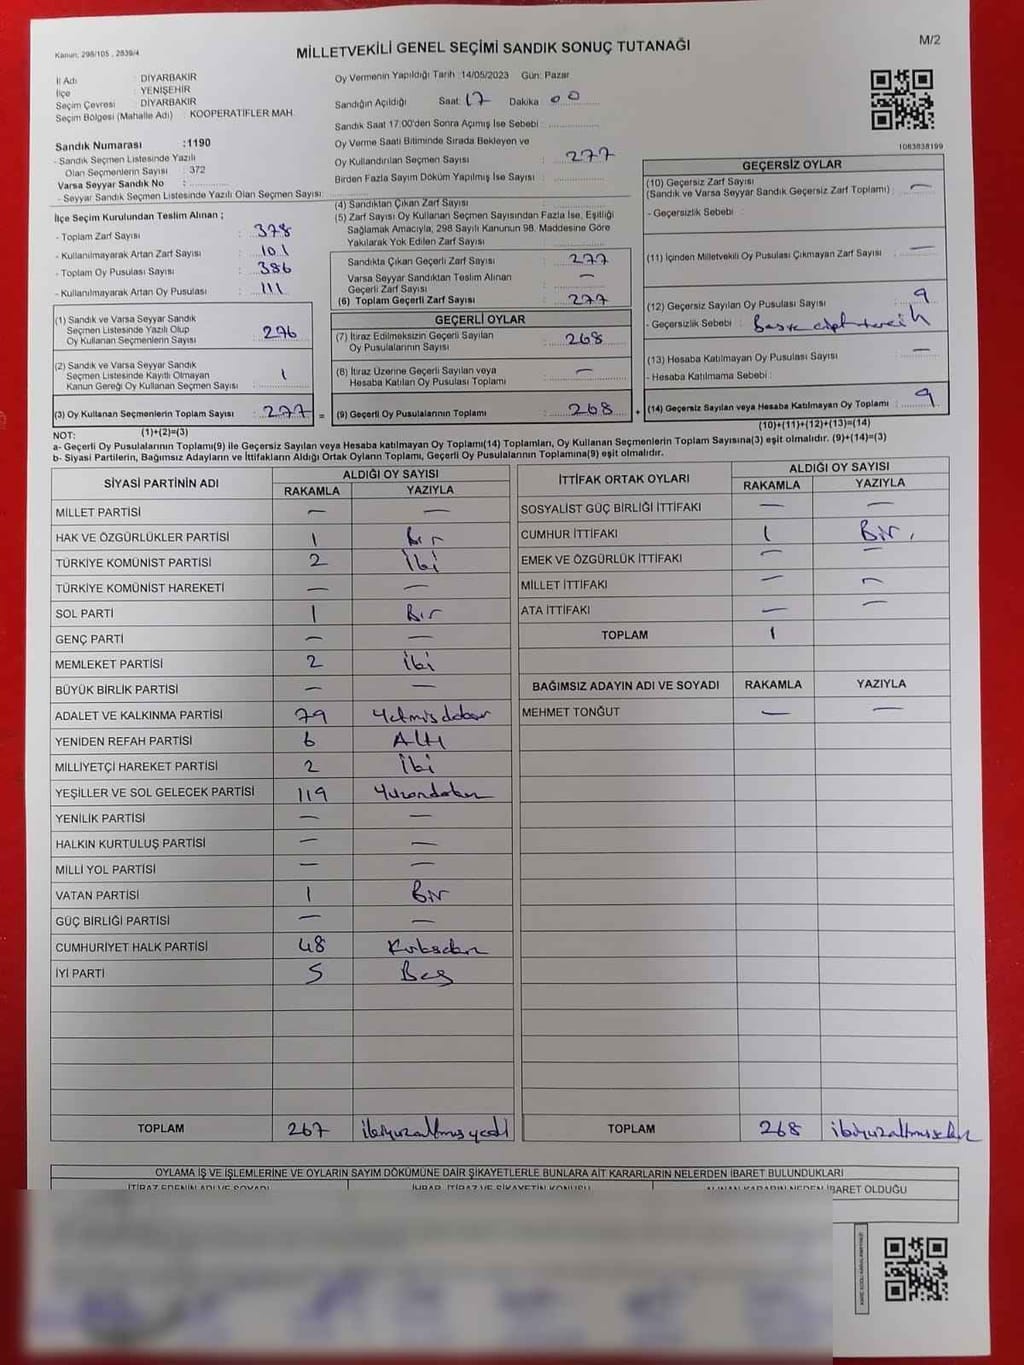 Kanun, 298/105 , 2839/4
MİLLETVEKİLİ GENEL SEÇİMİ SANDIK SONUÇ TUTANAĞI
M/2
İl Adı : DİYARBAKIR
İlçe : YENİŞEHİR
Seçim Çevresi : DİYARBAKIR
Seçim Bölgesi (Mahalle Adı) : KOOPERATİFLER MAH.
Sandık Numarası :1190
- Sandık Seçmen Listesinde Yazılı
Olan Seçmenlerin Sayısı : 372
Varsa Seyyar Sandık No :
- Seyyar Sandık Seçmen Listesinde Yazılı Olan Seçmen Sayısı:
Oy Vermenin Yapıldığı Tarih :14/05/2023 Gün: Pazar
Sandığın Açıldığı Saat: 17 Dakika 00
Sandık Saat 17.00'den Sonra Açımış İse Sebebi :
Oy Verme Saati Bitiminde Sırada Bekleyen ve
Oy Kullandırılan Seçmen Sayısı : 277
Birden Fazla Sayım Döküm Yapılmış İse Sayısı :
1083838199
İlçe Seçim Kurulundan Teslim Alınan ;
- Toplam Zarf Sayısı : 378
- Kullanılmayarak Artan Zarf Sayısı : 101
- Toplam Oy Pusulası Sayısı : 386
- Kullanılmayarak Artan Oy Pusulası : 111
(1) Sandık ve Varsa Seyyar Sandık
Seçmen Listesinde Yazılı Olup
Oy Kullanan Seçmenlerin Sayısı : 276
(2) Sandık ve Varsa Seyyar Sandık
Seçmen Listesinde Kayıtlı Olmayan
Kanun Gereği Oy Kullanan Seçmen Sayısı : 1
(3) Oy Kullanan Seçmenlerin Toplam Sayısı : 277 =
(1)+(2)=(3)
(4) Sandıktan Çıkan Zarf Sayısı :
(5) Zarf Sayısı Oy Kullanan Seçmen Sayısından Fazla İse, Eşitliği
Sağlamak Amacıyla, 298 Sayılı Kanunun 98. Maddesine Göre
Yakılarak Yok Edilen Zarf Sayısı :
Sandıkta Çıkan Geçerli Zarf Sayısı : 277
Varsa Seyyar Sandıktan Teslim Alınan
Geçerli Zarf Sayısı : —
(6) Toplam Geçerli Zarf Sayısı : 277
GEÇERLİ OYLAR
(7) İtiraz Edilmeksizin Geçerli Sayılan
Oy Pusulalarının Sayısı : 268
(8) İtiraz Üzerine Geçerli Sayılan veya
Hesaba Katılan Oy Pusulası Toplamı : —
(9) Geçerli Oy Pusulalarının Toplamı : 268 +
GEÇERSİZ OYLAR
(10) Geçersiz Zarf Sayısı
(Sandık ve Varsa Seyyar Sandık Geçersiz Zarf Toplamı) : —
- Geçersizlik Sebebi :
(11) İçinden Milletvekili Oy Pusulası Çıkmayan Zarf Sayısı : —
(12) Geçersiz Sayılan Oy Pusulası Sayısı : 9
- Geçersizlik Sebebi :
(13) Hesaba Katılmayan Oy Pusulası Sayısı : —
- Hesaba Katılmama Sebebi :
(14) Geçersiz Sayılan veya Hesaba Katılmayan Oy Toplamı : 9
(10)+(11)+(12)+(13)=(14)
NOT:
a- Geçerli Oy Pusulalarının Toplamı(9) ile Geçersiz Sayılan veya Hesaba katılmayan Oy Toplamı(14) Toplamları, Oy Kullanan Seçmenlerin Toplam Sayısına(3) eşit olmalıdır. (9)+(14)=(3)
b- Siyasi Partilerin, Bağımsız Adayların ve İttifakların Aldığı Ortak Oyların Toplamı, Geçerli Oy Pusulalarının Toplamına(9) eşit olmalıdır.
SİYASİ PARTİNİN ADI ALDIĞI OY SAYISI
RAKAMLA YAZIYLA
MİLLET PARTİSİ — —
HAK VE ÖZGÜRLÜKLER PARTİSİ 1 Bir
TÜRKİYE KOMÜNİST PARTİSİ 2 İki
TÜRKİYE KOMÜNİST HAREKETİ — —
SOL PARTİ 1 Bir
GENÇ PARTİ — —
MEMLEKET PARTİSİ 2 İki
BÜYÜK BİRLİK PARTİSİ — —
ADALET VE KALKINMA PARTİSİ 79 Yetmisdokuz
YENİDEN REFAH PARTİSİ 6 Altı
MİLLİYETÇİ HAREKET PARTİSİ 2 İki
YEŞİLLER VE SOL GELECEK PARTİSİ 119 Yuzondokuz
YENİLİK PARTİSİ — —
HALKIN KURTULUŞ PARTİSİ — —
MİLLİ YOL PARTİSİ — —
VATAN PARTİSİ 1 Bir
GÜÇ BİRLİĞİ PARTİSİ — —
CUMHURİYET HALK PARTİSİ 48 Kırksekiz
İYİ PARTİ 5 Beş
TOPLAM 267 ikiyuzaltmısyedi
İTTİFAK ORTAK OYLARI ALDIĞI OY SAYISI
RAKAMLA YAZIYLA
SOSYALİST GÜÇ BİRLİĞİ İTTİFAKI — —
CUMHUR İTTİFAKI 1 Bir.
EMEK VE ÖZGÜRLÜK İTTİFAKI — —
MİLLET İTTİFAKI — —
ATA İTTİFAKI — —
TOPLAM 1
BAĞIMSIZ ADAYIN ADI VE SOYADI RAKAMLA YAZIYLA
MEHMET TONĞUT — —
TOPLAM 268 ikiyuzaltmıssekiz
OYLAMA İŞ VE İŞLEMLERİNE VE OYLARIN SAYIM DÖKÜMÜNE DAİR ŞİKAYETLERLE BUNLARA AİT KARARLARIN NELERDEN İBARET BULUNDUKLARI
İTİRAZ EDENİN ADI VE SOYADI İHBAR, İTİRAZ VE ŞİKAYETİN KONUSU ALINAN KARARIN NEDEN İBARET OLDUĞU